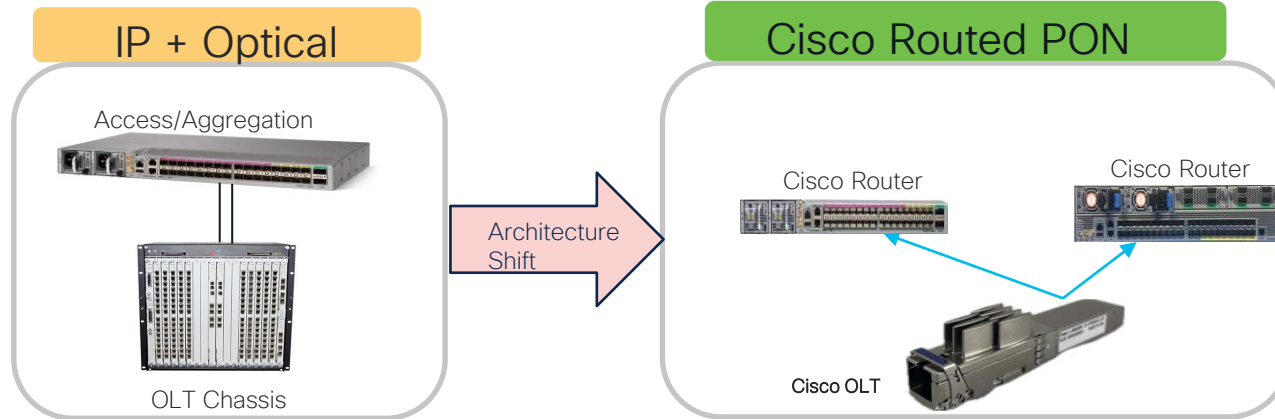 IP + Optical
Access/Aggregation
OLT Chassis
Architecture
Shift
Cisco Routed PON
Cisco Router
Cisco Router
Cisco OLT